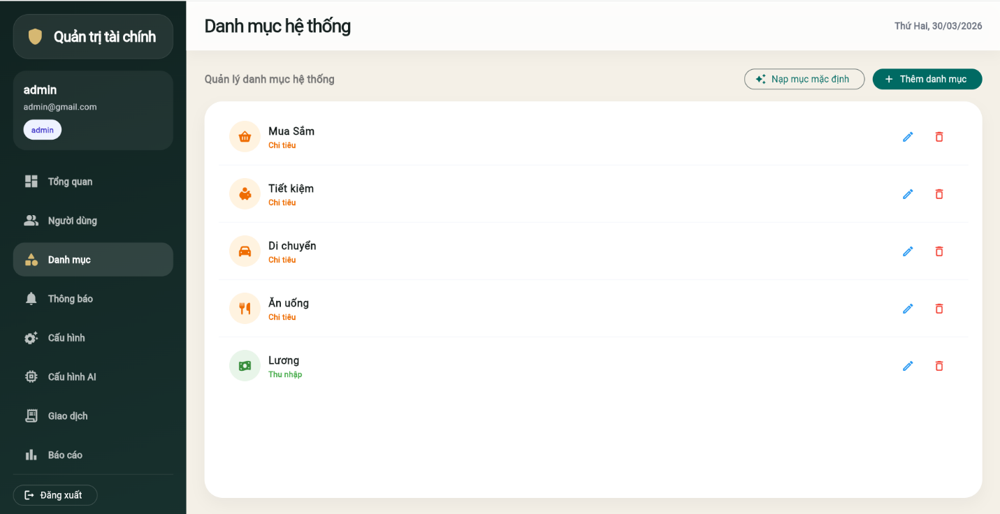 Quản trị tài chính
admin
admin@gmail.com
admin
Tổng quan
Người dùng
Danh mục
Thông báo
Cấu hình
Cấu hình AI
Giao dịch
Báo cáo
Đăng xuất
Danh mục hệ thống
Thứ Hai, 30/03/2026
Quản lý danh mục hệ thống
Nạp mục mặc định
+ Thêm danh mục
Mua Sắm
Chi tiêu
Tiết kiệm
Chi tiêu
Di chuyển
Chi tiêu
Ăn uống
Chi tiêu
Lương
Thu nhập